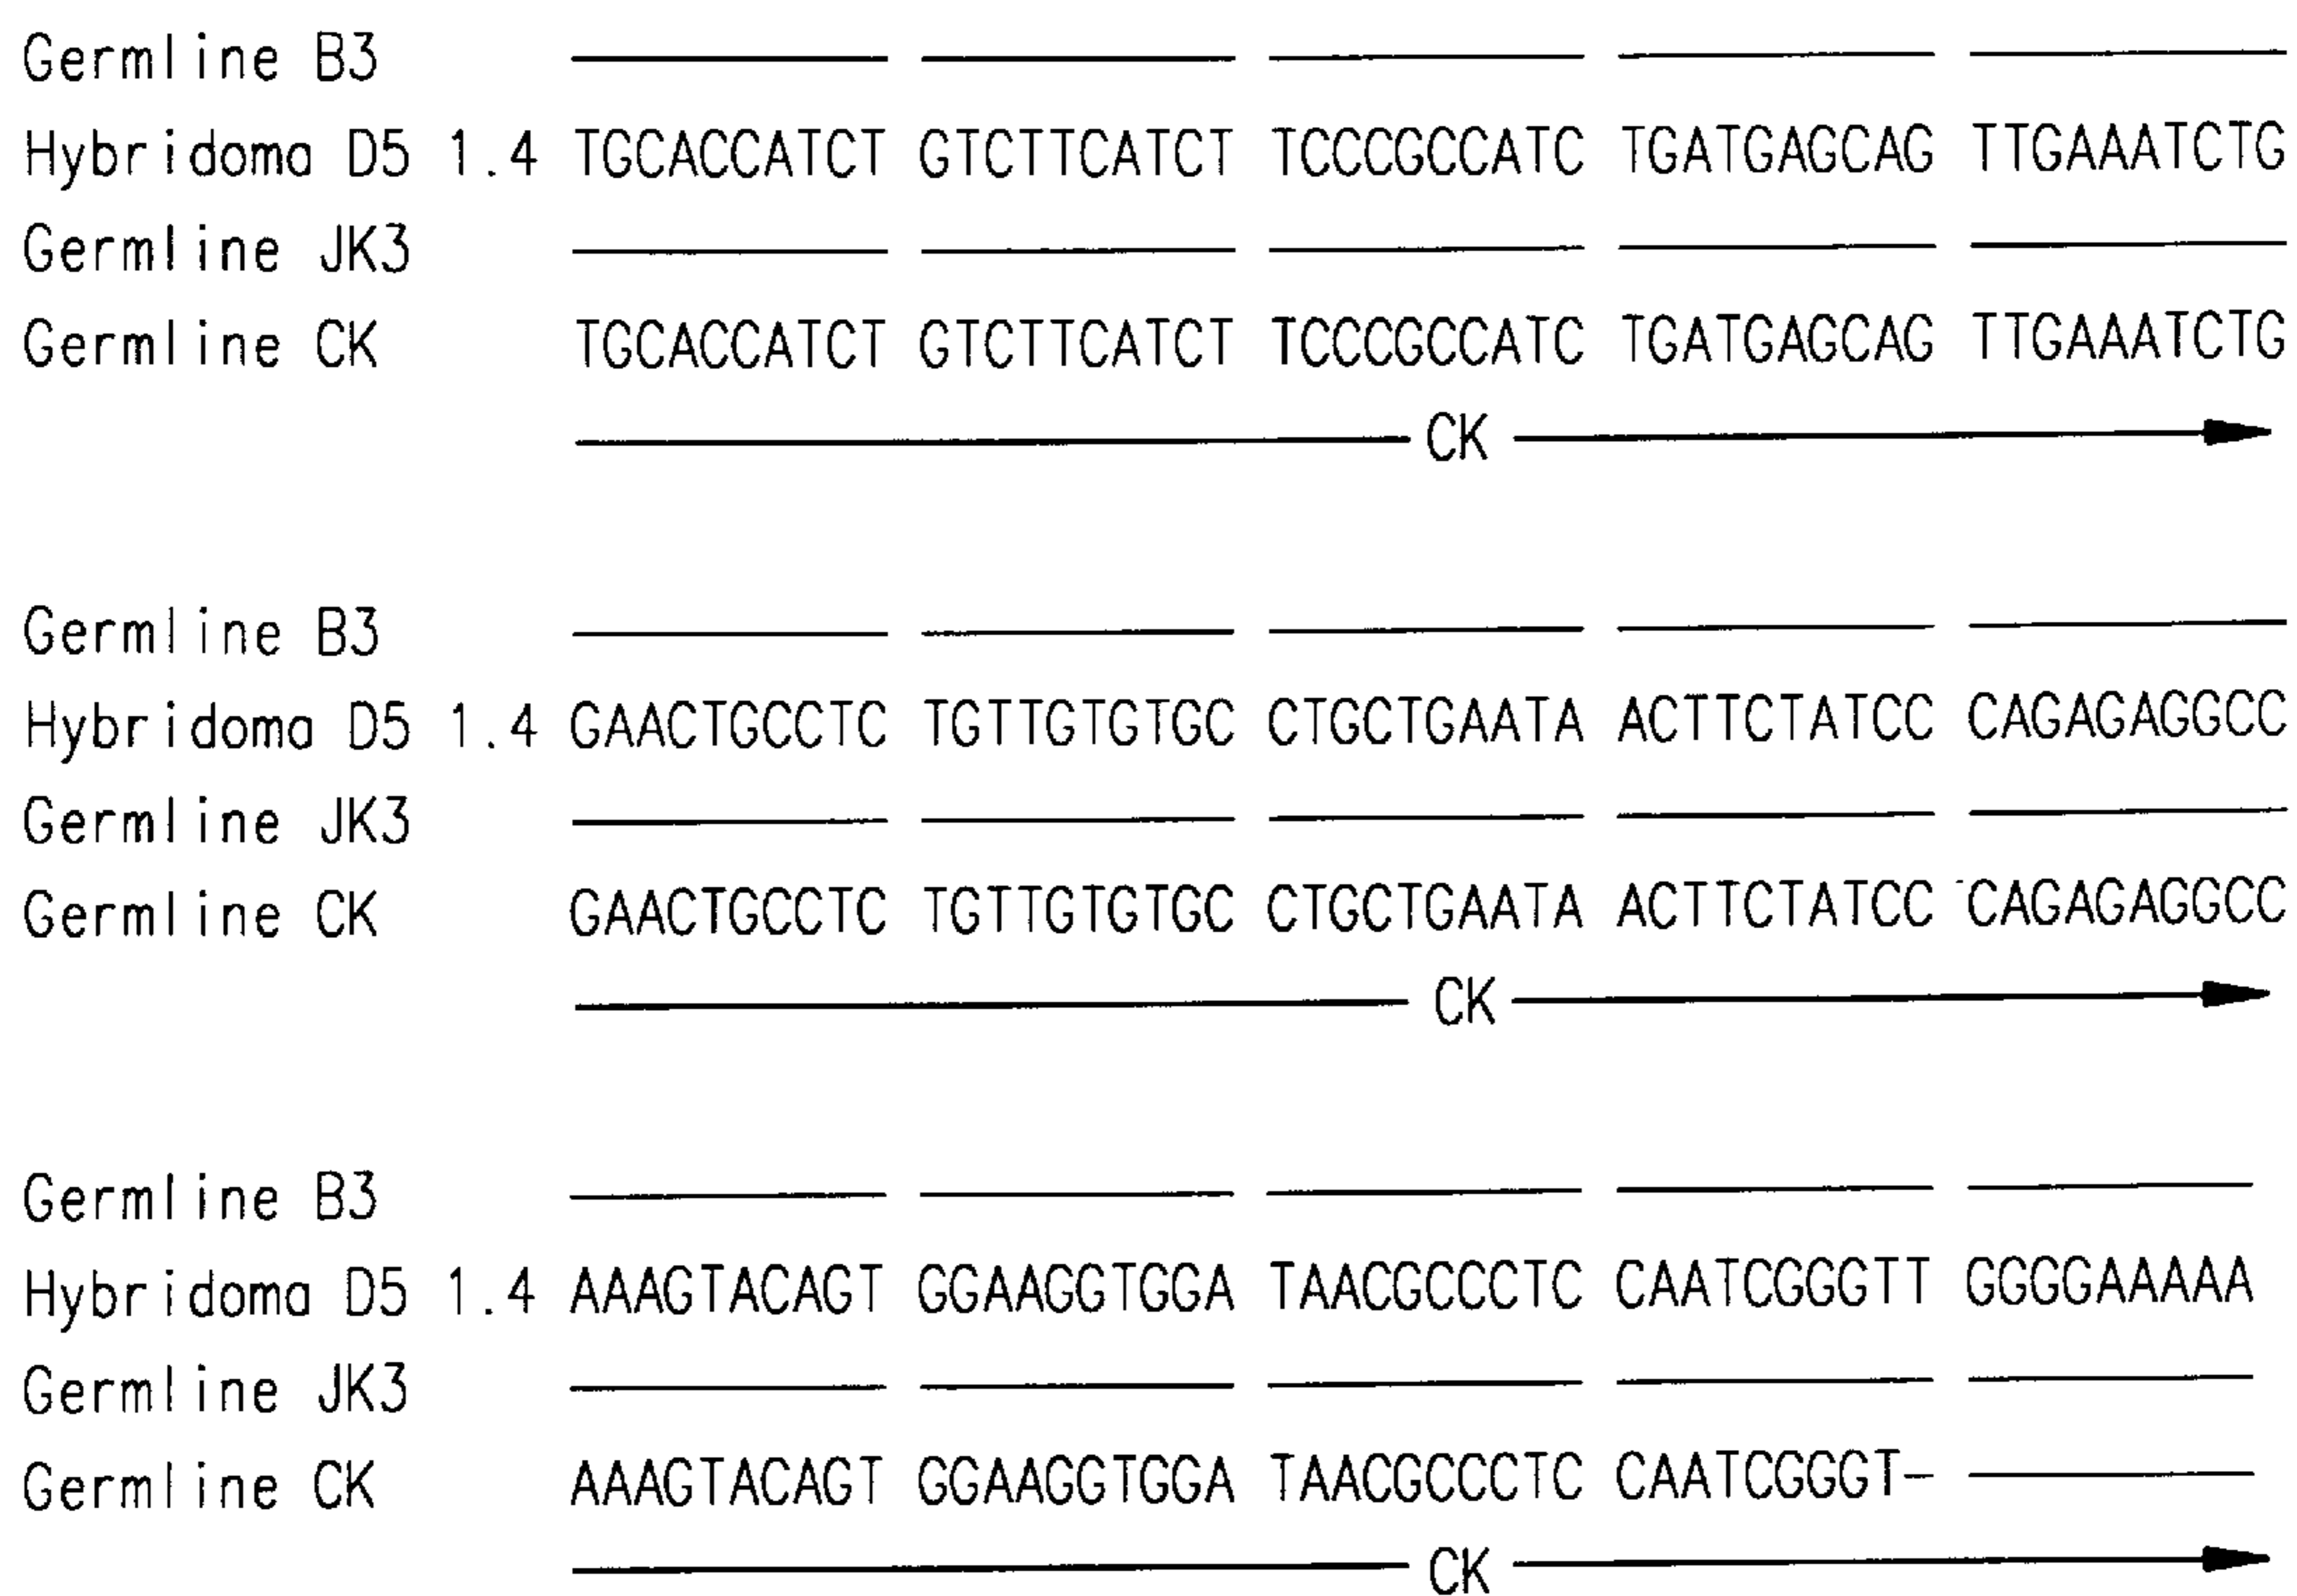 Germline B3
Hybridoma D5 1.4 TGCACCATCT GTCTTCATCT TCCCGCCATC TGATGAGCAG TTGAAATCTG
Germline JK3
Germline CK TGCACCATCT GTCTTCATCT TCCCGCCATC TGATGAGCAG TTGAAATCTG
CK
Germline B3
Hybridoma D5 1.4 GAACTGCCTC TGTTGTGTGC CTGCTGAATA ACTTCTATCC CAGAGAGGCC
Germline JK3
Germline CK GAACTGCCTC TGTTGTGTGC CTGCTGAATA ACTTCTATCC CAGAGAGGCC
CK
Germline B3
Hybridoma D5 1.4 AAAGTACAGT GGAAGGTGGA TAACGCCCTC CAATCGGGTT GGGGAAAAA
Germline JK3
Germline CK AAAGTACAGT GGAAGGTGGA TAACGCCCTC CAATCGGGT-
CK